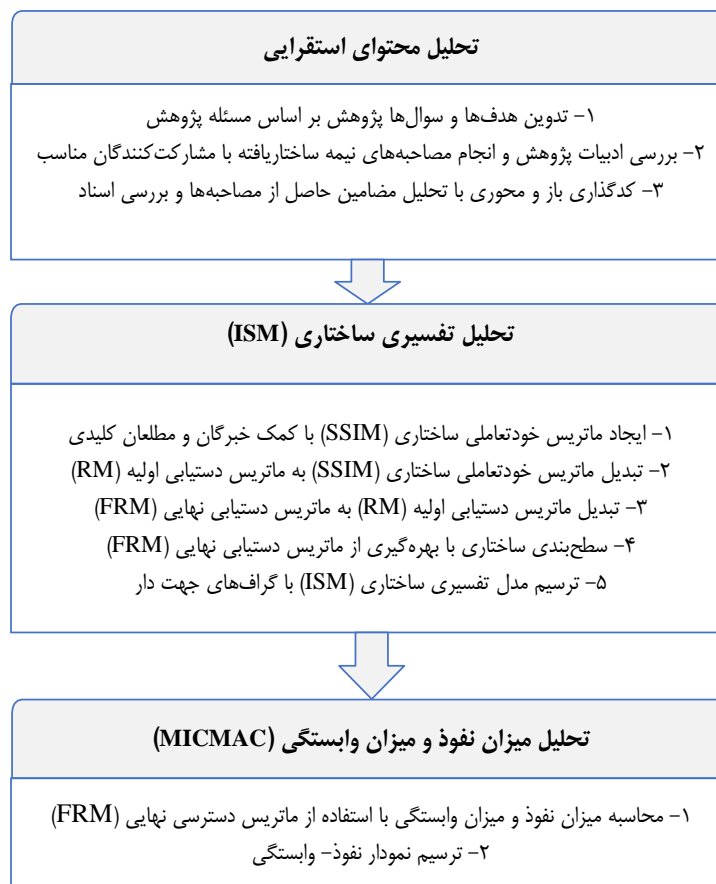 تحلیل محتوای استقرایی
۱- تدوین هدف‌ها و سوال‌ها پژوهش بر اساس مسئله پژوهش
۲- بررسی ادبیات پژوهش و انجام مصاحبه‌های نیمه ساختاریافته با مشارکت‌کنندگان مناسب
۳- کدگذاری باز و محوری با تحلیل مضامین حاصل از مصاحبه‌ها و بررسی اسناد
تحلیل تفسیری ساختاری (ISM)
۱- ایجاد ماتریس خودتعاملی ساختاری (SSIM) با کمک خبرگان و مطلعان کلیدی
۲- تبدیل ماتریس خودتعاملی ساختاری (SSIM) به ماتریس دستیابی اولیه (RM)
۳- تبدیل ماتریس دستیابی اولیه (RM) به ماتریس دستیابی نهایی (FRM)
۴- سطح‌بندی ساختاری با بهره‌گیری از ماتریس دستیابی نهایی (FRM)
۵- ترسیم مدل تفسیری ساختاری (ISM) با گراف‌های جهت دار
تحلیل میزان نفوذ و میزان وابستگی (MICMAC)
۱- محاسبه میزان نفوذ و میزان وابستگی با استفاده از ماتریس دسترسی نهایی (FRM)
۲- ترسیم نمودار نفوذ- وابستگی